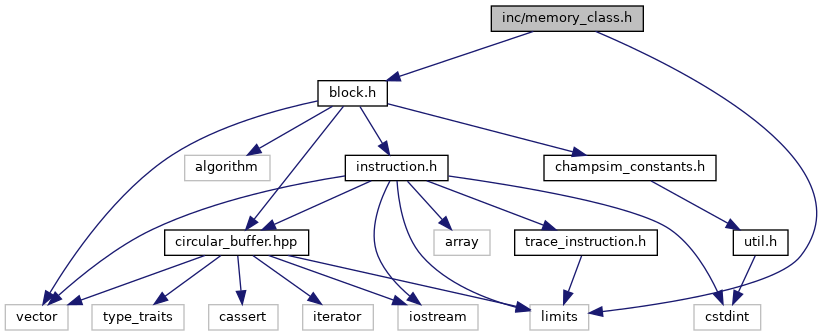 inc/memory_class.h
block.h
algorithm
instruction.h
champsim_constants.h
circular_buffer.hpp
array
trace_instruction.h
util.h
vector
type_traits
cassert
iterator
iostream
limits
cstdint